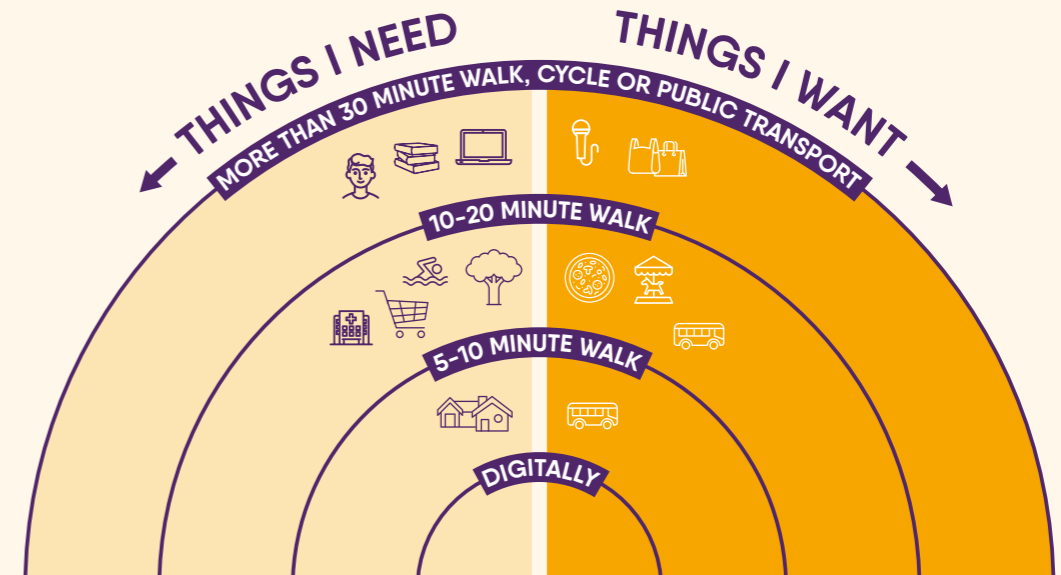 THINGS I NEED
THINGS I WANT
MORE THAN 30 MINUTE WALK, CYCLE OR PUBLIC TRANSPORT
10-20 MINUTE WALK
5-10 MINUTE WALK
DIGITALLY